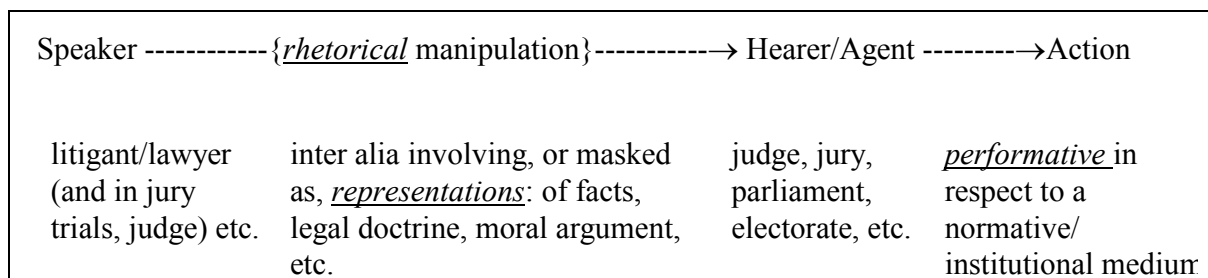 Speaker ------------{rhetorical manipulation}-----------→ Hearer/Agent ---------→Action
litigant/lawyer
(and in jury
trials, judge) etc.
inter alia involving, or masked
as, representations: of facts,
legal doctrine, moral argument,
etc.
judge, jury,
parliament,
electorate, etc.
performative in
respect to a
normative/
institutional medium